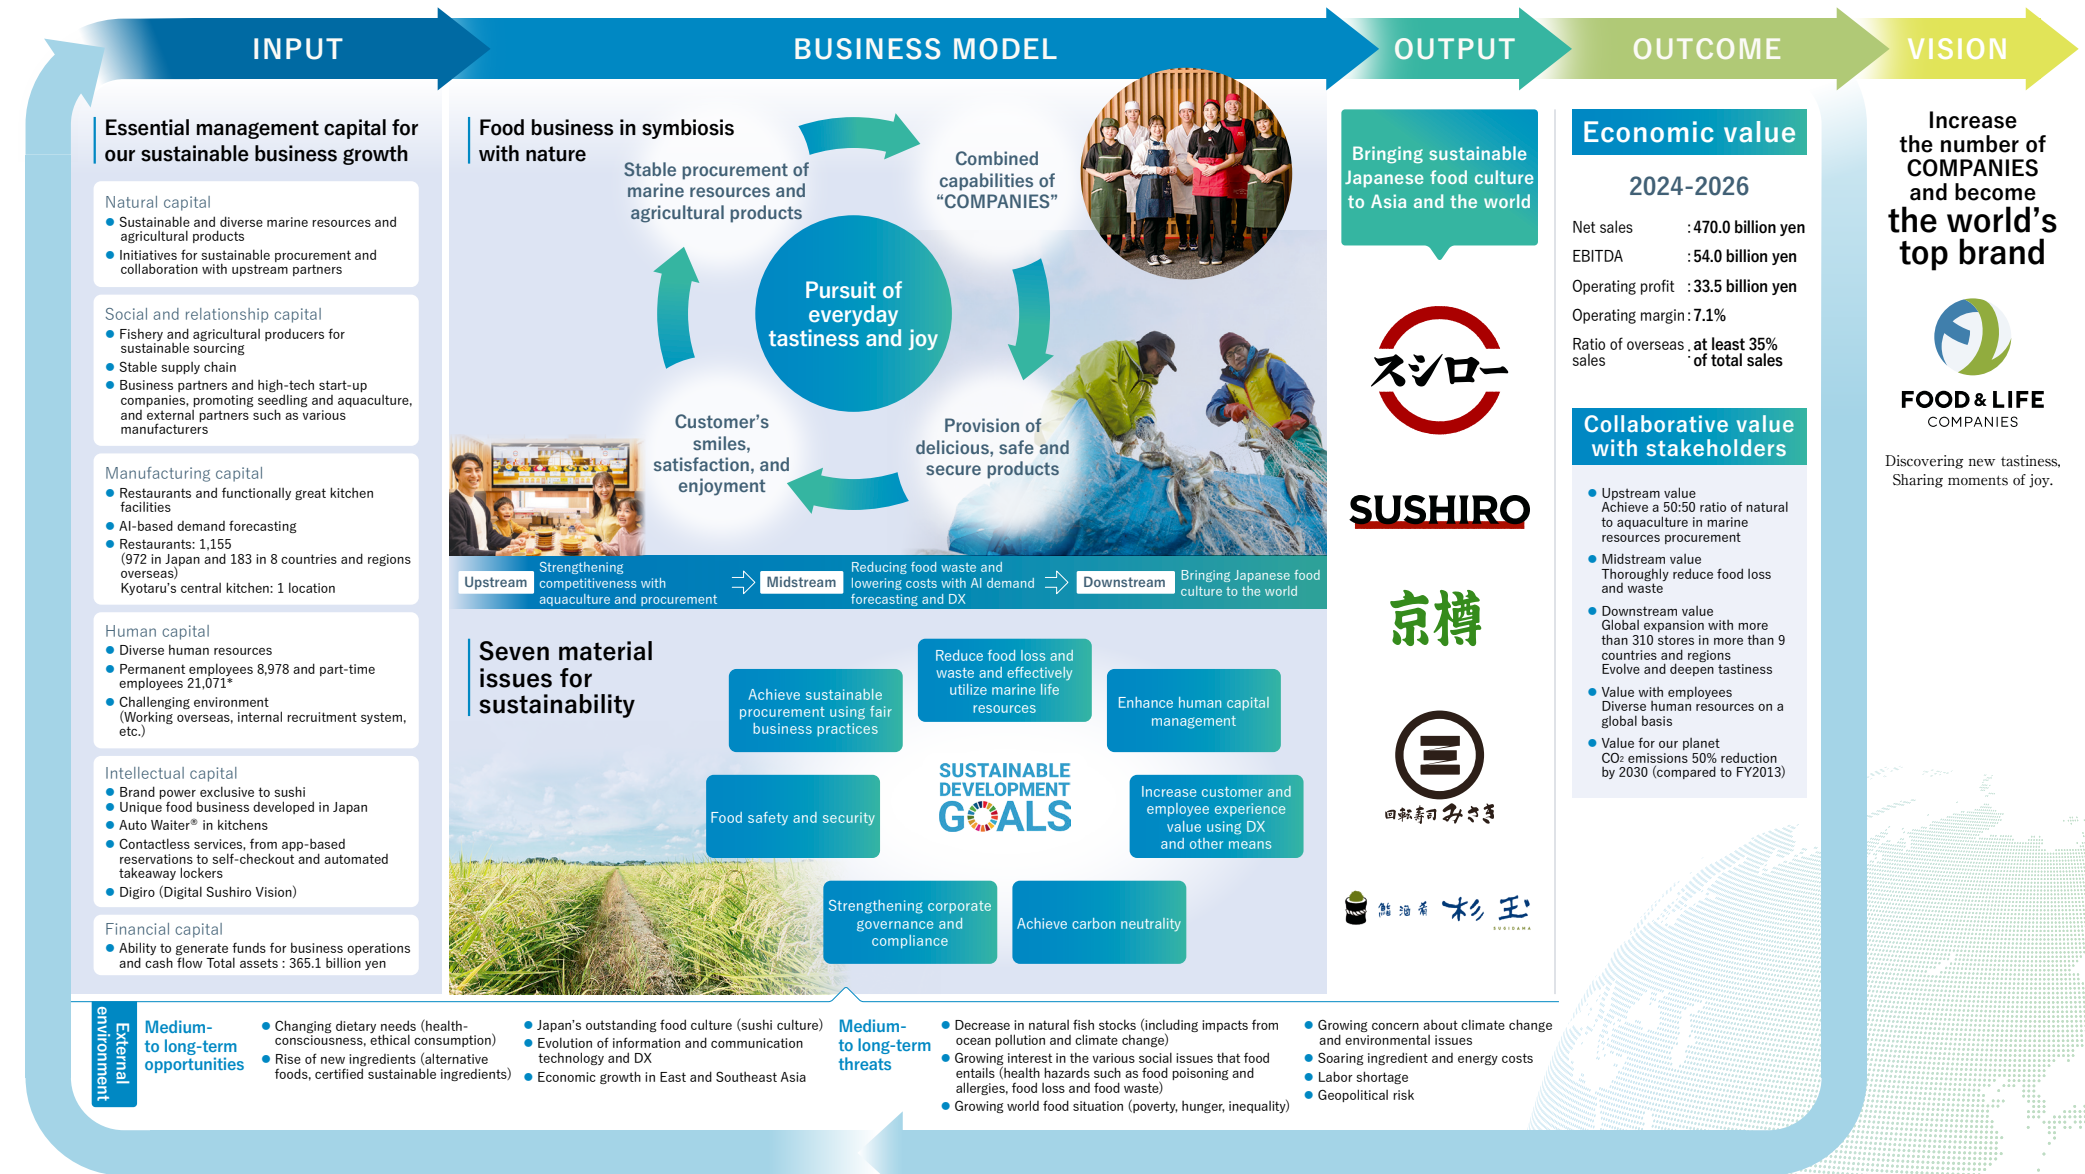 INPUT
BUSINESS MODEL
OUTPUT
OUTCOME
VISION
Essential management capital for
our sustainable business growth
Natural capital
● Sustainable and diverse marine resources and
agricultural products
● Initiatives for sustainable procurement and
collaboration with upstream partners
Social and relationship capital
● Fishery and agricultural producers for
sustainable sourcing
● Stable supply chain
● Business partners and high-tech start-up
companies, promoting seedling and aquaculture,
and external partners such as various
manufacturers
Manufacturing capital
● Restaurants and functionally great kitchen
facilities
● AI-based demand forecasting
● Restaurants: 1,155
(972 in Japan and 183 in 8 countries and regions
overseas)
Kyotaru's central kitchen: 1 location
Human capital
● Diverse human resources
● Permanent employees 8,978 and part-time
employees 21,071*
● Challenging environment
(Working overseas, internal recruitment system,
etc.)
Intellectual capital
● Brand power exclusive to sushi
● Unique food business developed in Japan
● Auto Waiter® in kitchens
● Contactless services, from app-based
reservations to self-checkout and automated
takeaway lockers
● Digiro (Digital Sushiro Vision)
Financial capital
● Ability to generate funds for business operations
and cash flow Total assets : 365.1 billion yen
Food business in symbiosis
with nature
Stable procurement of
marine resources and
agricultural products
Combined
capabilities of
“COMPANIES”
Pursuit of
everyday
tastiness and joy
Customer's
smiles,
satisfaction, and
enjoyment
Provision of
delicious, safe and
secure products
Upstream
Strengthening
competitiveness with
aquaculture and procurement
Midstream
Reducing food waste and
lowering costs with AI demand
forecasting and DX
Downstream
Bringing Japanese food
culture to the world
Seven material
issues for
sustainability
Reduce food loss and
waste and effectively
utilize marine life
resources
Achieve sustainable
procurement using fair
business practices
Enhance human capital
management
Food safety and security
SUSTAINABLE
DEVELOPMENT
GOALS
Increase customer and
employee experience
value using DX
and other means
Strengthening corporate
governance and
compliance
Achieve carbon neutrality
Bringing sustainable
Japanese food culture
to Asia and the world
スシロー
SUSHIRO
京樽
回転寿司 みさき
鮨 酒 肴 杉玉
SUGIDAMA
Economic value
2024-2026
Net sales : 470.0 billion yen
EBITDA : 54.0 billion yen
Operating profit : 33.5 billion yen
Operating margin : 7.1%
Ratio of overseas : at least 35%
sales of total sales
Collaborative value
with stakeholders
● Upstream value
Achieve a 50:50 ratio of natural
to aquaculture in marine
resources procurement
● Midstream value
Thoroughly reduce food loss
and waste
● Downstream value
Global expansion with more
than 310 stores in more than 9
countries and regions
Evolve and deepen tastiness
● Value with employees
Diverse human resources on a
global basis
● Value for our planet
CO2 emissions 50% reduction
by 2030 (compared to FY2013)
Increase
the number of
COMPANIES
and become
the world's
top brand
FOOD & LIFE
COMPANIES
Discovering new tastiness,
Sharing moments of joy.
External
environment
Medium-
to long-term
opportunities
● Changing dietary needs (health-
consciousness, ethical consumption)
● Rise of new ingredients (alternative
foods, certified sustainable ingredients)
● Japan's outstanding food culture (sushi culture)
● Evolution of information and communication
technology and DX
● Economic growth in East and Southeast Asia
Medium-
to long-term
threats
● Decrease in natural fish stocks (including impacts from
ocean pollution and climate change)
● Growing interest in the various social issues that food
entails (health hazards such as food poisoning and
allergies, food loss and food waste)
● Growing world food situation (poverty, hunger, inequality)
● Growing concern about climate change
and environmental issues
● Soaring ingredient and energy costs
● Labor shortage
● Geopolitical risk